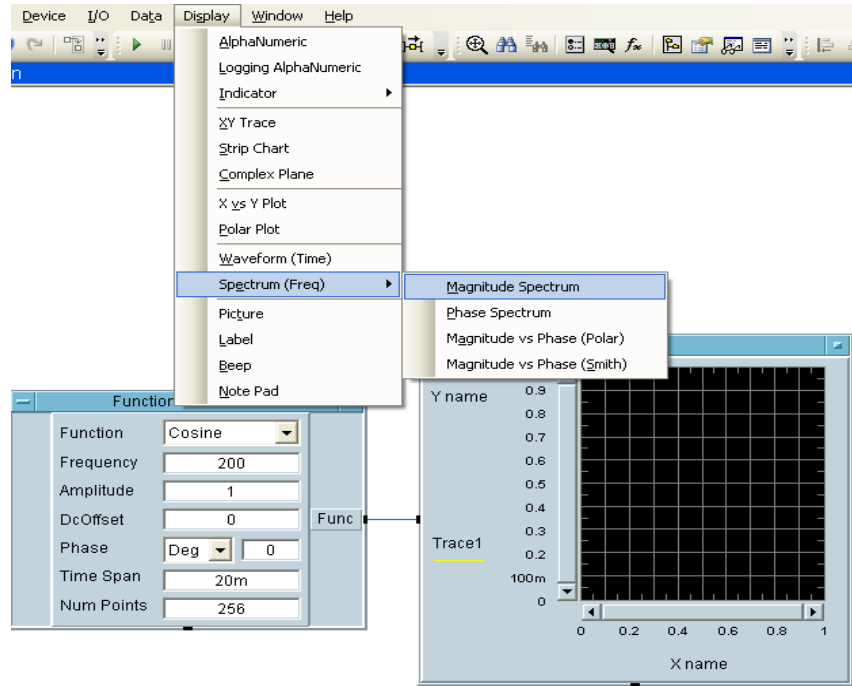 Device I/O Data Display Window Help
n
AlphaNumeric
Logging AlphaNumeric
Indicator
XY Trace
Strip Chart
Complex Plane
X vs Y Plot
Polar Plot
Waveform (Time)
Spectrum (Freq)
Picture
Label
Beep
Note Pad
Magnitude Spectrum
Phase Spectrum
Magnitude vs Phase (Polar)
Magnitude vs Phase (Smith)
Function
Function Cosine
Frequency 200
Amplitude 1
DcOffset 0
Phase Deg 0
Time Span 20m
Num Points 256
Func
Y name
Trace1
0.9
0.8
0.7
0.6
0.5
0.4
0.3
0.2
100m
0
0 0.2 0.4 0.6 0.8 1
X name